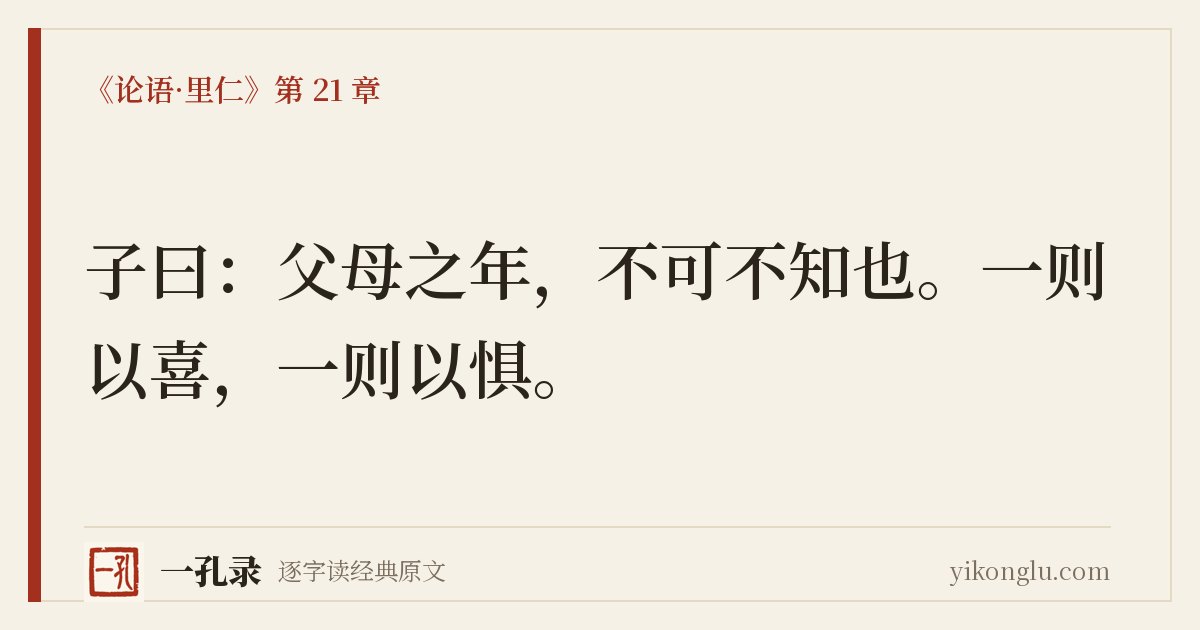 《论语·里仁》第 21 章
子曰：父母之年，不可不知也。一则
以喜，一则以惧。
一孔
一孔录 逐字读经典原文
yikonglu.com